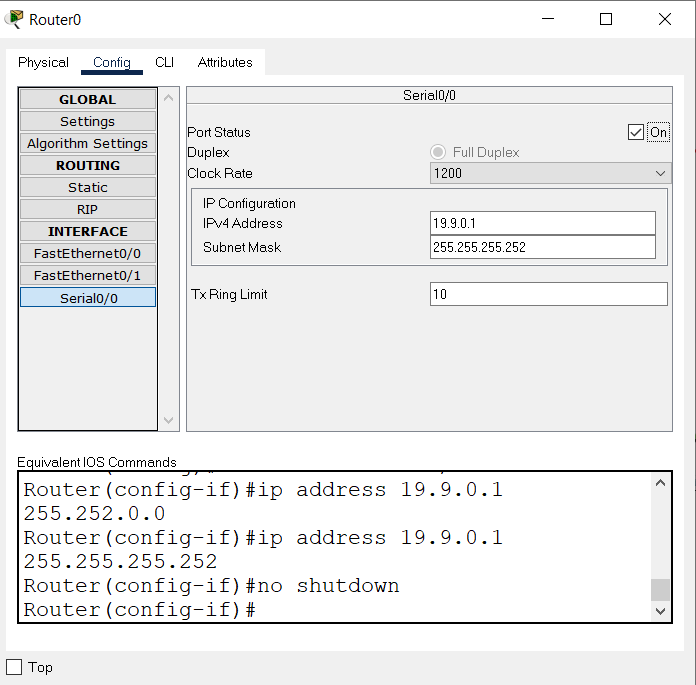 Router0
Physical Config CLI Attributes
GLOBAL
Settings
Algorithm Settings
ROUTING
Static
RIP
INTERFACE
FastEthernet0/0
FastEthernet0/1
Serial0/0
Serial0/0
Port Status On
Duplex Full Duplex
Clock Rate 1200
IP Configuration
IPv4 Address 19.9.0.1
Subnet Mask 255.255.255.252
Tx Ring Limit 10
Equivalent IOS Commands
Router(config-if)#ip address 19.9.0.1
255.252.0.0
Router(config-if)#ip address 19.9.0.1
255.255.255.252
Router(config-if)#no shutdown
Router(config-if)#
Top